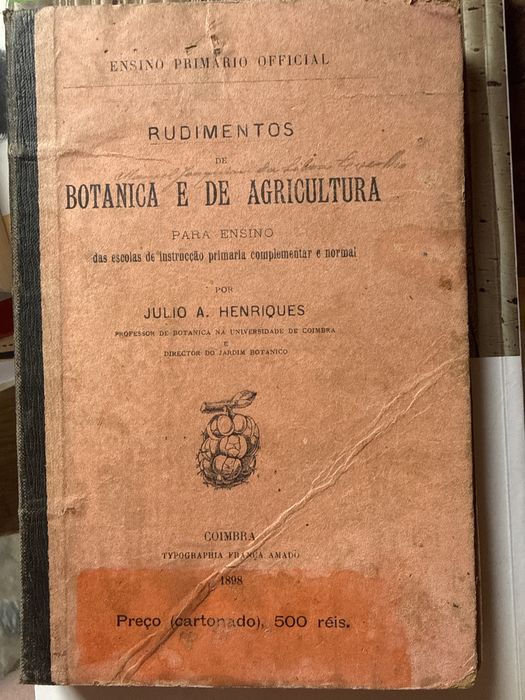 ENSINO PRIMARIO OFFICIAL
RUDIMENTOS
DE
BOTANICA E DE AGRICULTURA
PARA ENSINO
das escolas de instrucção primaria complementar e normal
POR
JULIO A. HENRIQUES
PROFESSOR DE BOTANICA NA UNIVERSIDADE DE COIMBRA
E
DIRECTOR DO JARDIM BOTANICO
COIMBRA
TYPOGRAPHIA FRANÇA AMADO
1898
Preço (cartonado), 500 réis.